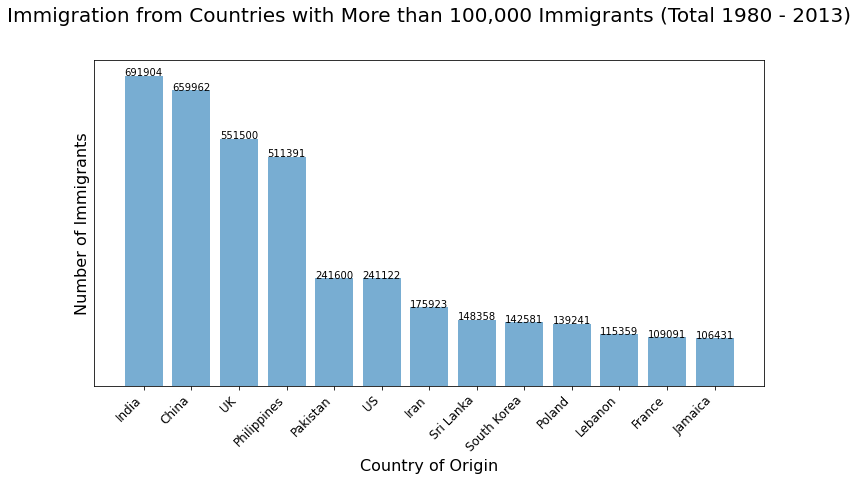 Immigration from Countries with More than 100,000 Immigrants (Total 1980 - 2013)
Number of Immigrants
691904
659962
551500
511391
241600
241122
175923
148358
142581
139241
115359
109091
106431
India
China
UK
Philippines
Pakistan
US
Iran
Sri Lanka
South Korea
Poland
Lebanon
France
Jamaica
Country of Origin